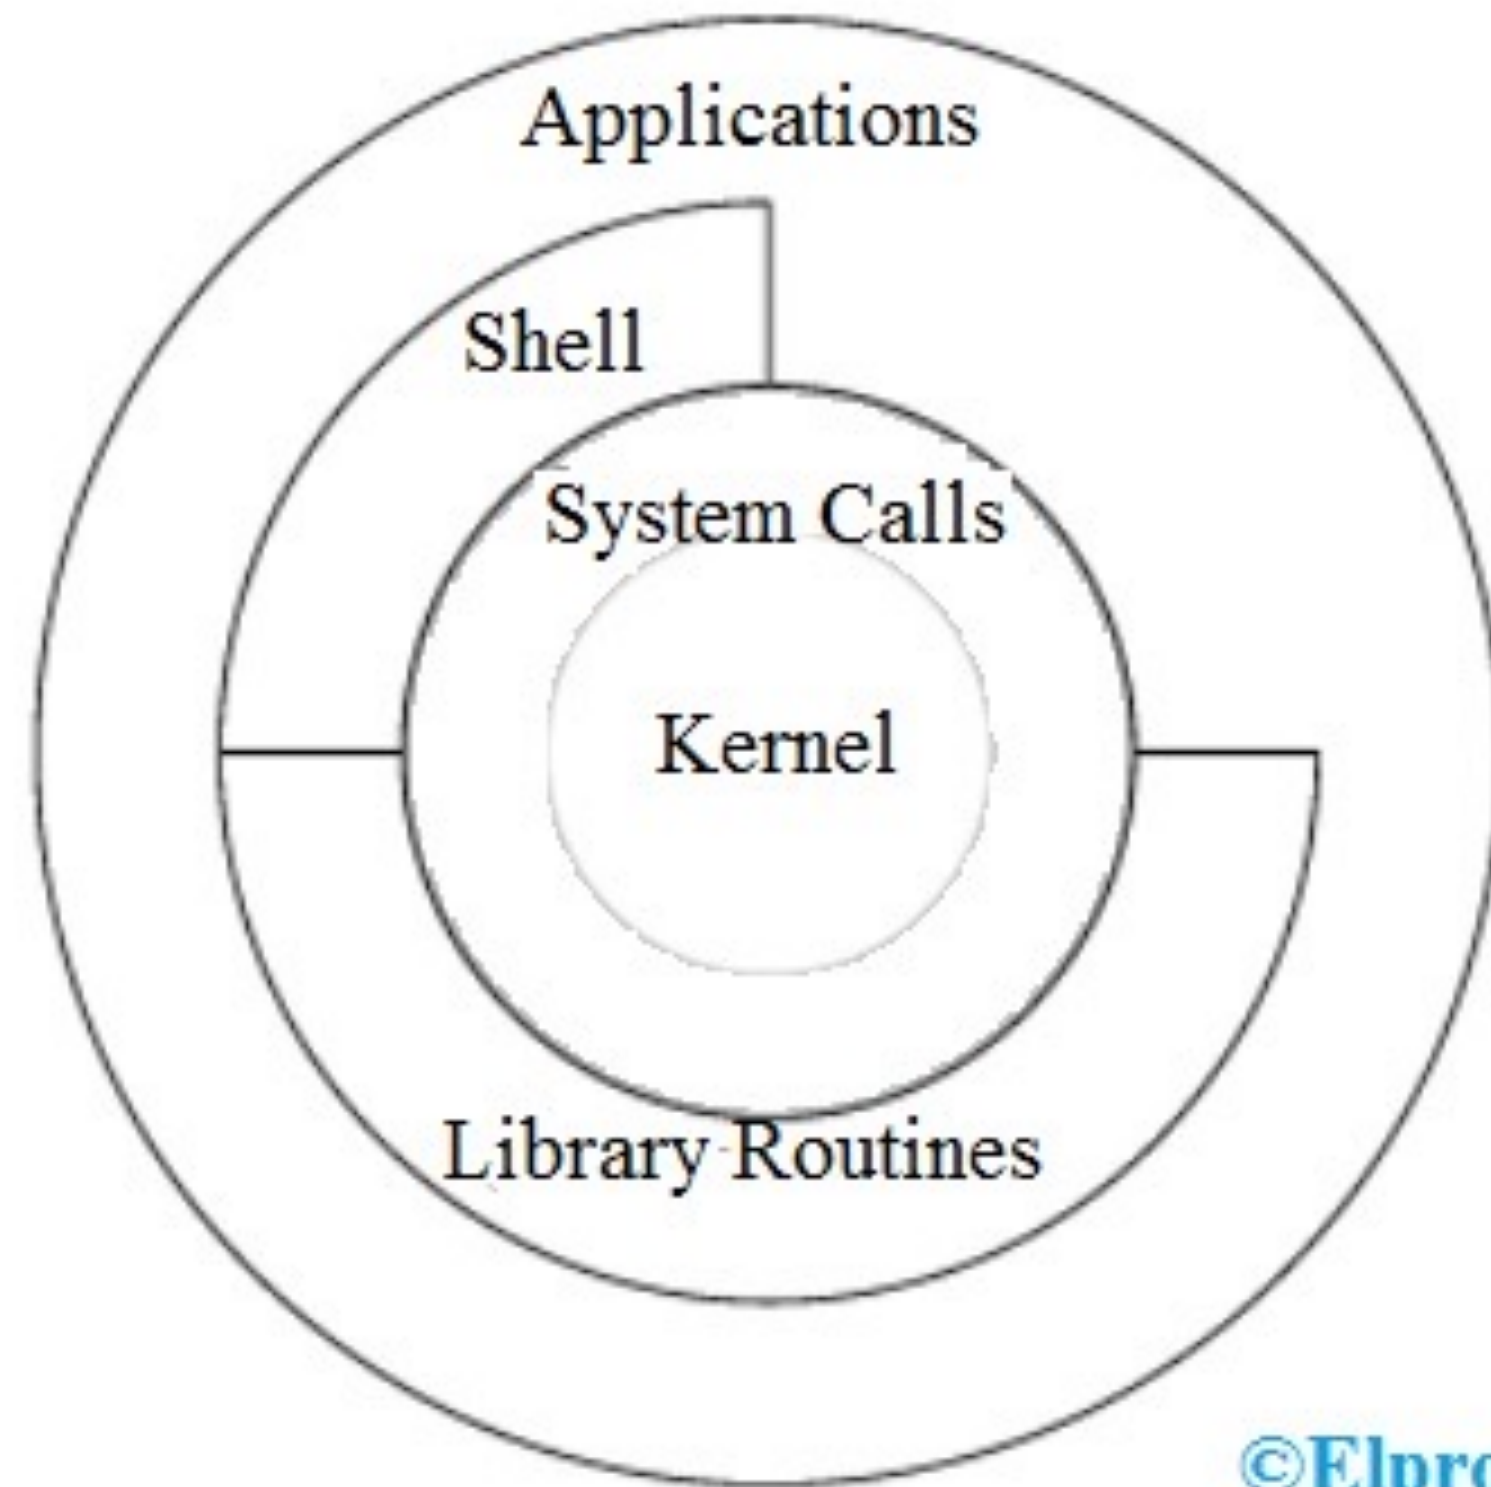 Applications
Shell
System Calls
Kernel
Library Routines